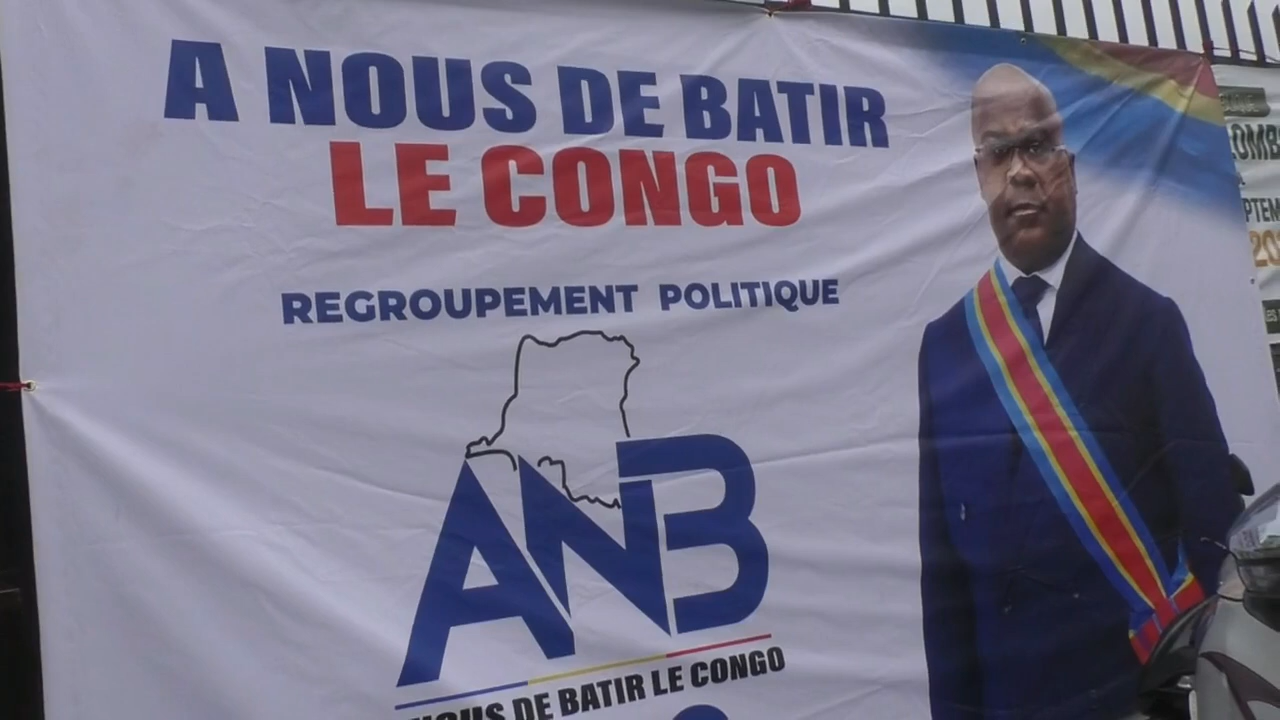 A NOUS DE BATIR
LE CONGO
REGROUPEMENT POLITIQUE
ANB
NOUS DE BATIR LE CONGO